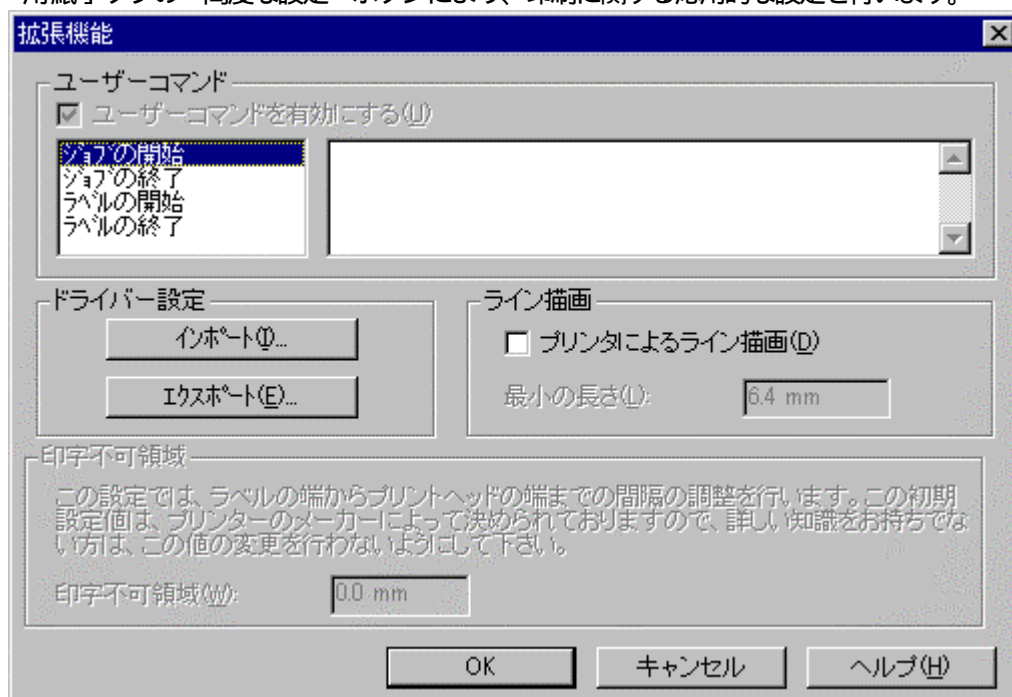 用紙」タブの「高度な設定」ボタンにより、印刷に関する応用的な設定を行います。
拡張機能
ユーザーコマンド
ユーザーコマンドを有効にする(U)
ｼﾞｮﾌﾞの開始
ｼﾞｮﾌﾞの終了
ﾗﾍﾞﾙの開始
ﾗﾍﾞﾙの終了
ドライバー設定
ｲﾝﾎﾟｰﾄ(I)...
ｴｸｽﾎﾟｰﾄ(E)...
ライン描画
プリンタによるライン描画(D)
最小の長さ(L):
6.4 mm
印字不可領域
この設定では、ラベルの端からプリントヘッドの端までの間隔の調整を行います。この初期
設定値は、プリンターのメーカーによって決められておりますので、詳しい知識をお持ちでな
い方は、この値の変更を行わないようにして下さい。
印字不可領域(W):
0.0 mm
OK
キャンセル
ヘルプ(H)